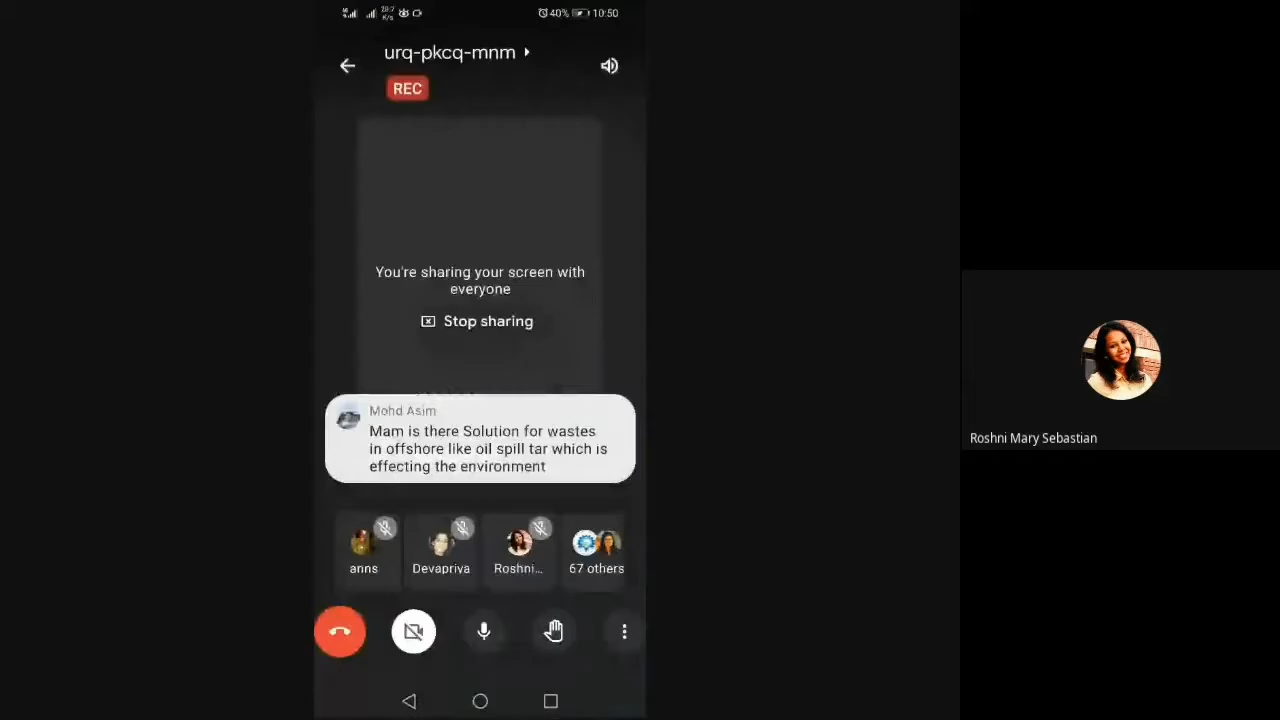 28.7
K/s
40%
10:50
urq-pkcq-mnm
REC
You're sharing your screen with
everyone
Stop sharing
Mohd Asim
Mam is there Solution for wastes
in offshore like oil spill tar which is
effecting the environment
anns
Devapriya
Roshni...
67 others
Roshni Mary Sebastian